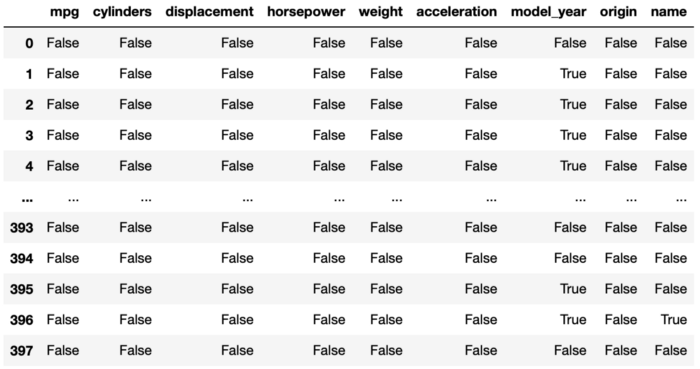 mpg cylinders displacement horsepower weight acceleration model_year origin name
0 False False False False False False False False False
1 False False False False False False True False False
2 False False False False False False True False False
3 False False False False False False True False False
4 False False False False False False True False False
... ... ... ... ... ... ... ... ... ...
393 False False False False False False False False False
394 False False False False False False False False False
395 False False False False False False True False False
396 False False False False False False True False True
397 False False False False False False False False False